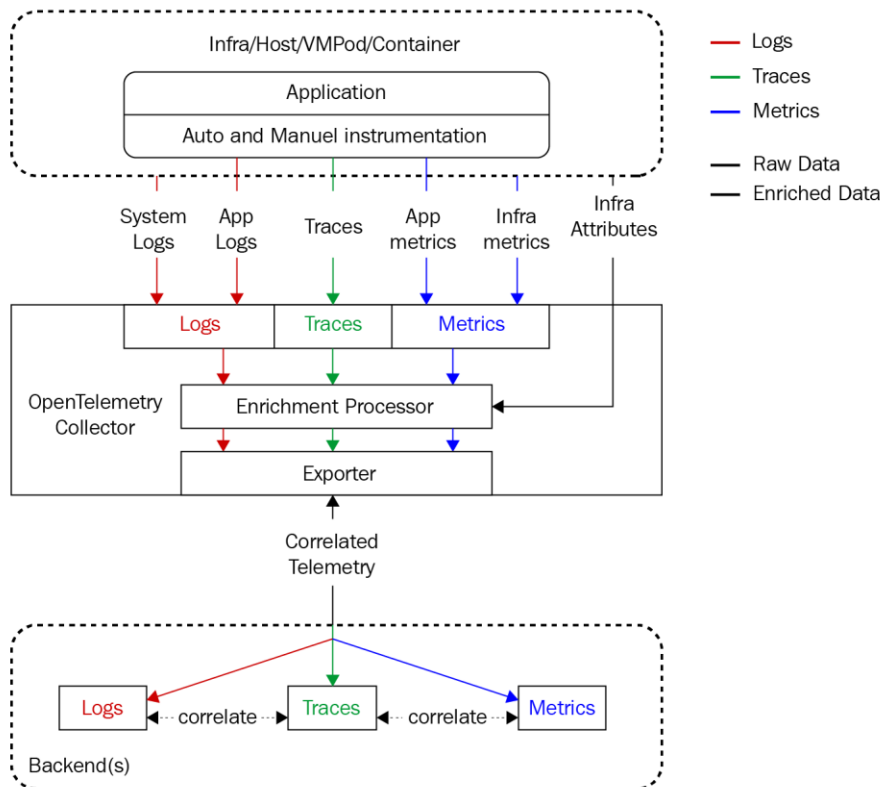 Infra/Host/VMPod/Container
Application
Auto and Manuel instrumentation
Logs
Traces
Metrics
Raw Data
Enriched Data
System
Logs
App
Logs
Traces
App
metrics
Infra
metrics
Infra
Attributes
Logs
Traces
Metrics
OpenTelemetry
Collector
Enrichment Processor
Exporter
Correlated
Telemetry
Logs
correlate
Traces
correlate
Metrics
Backend(s)